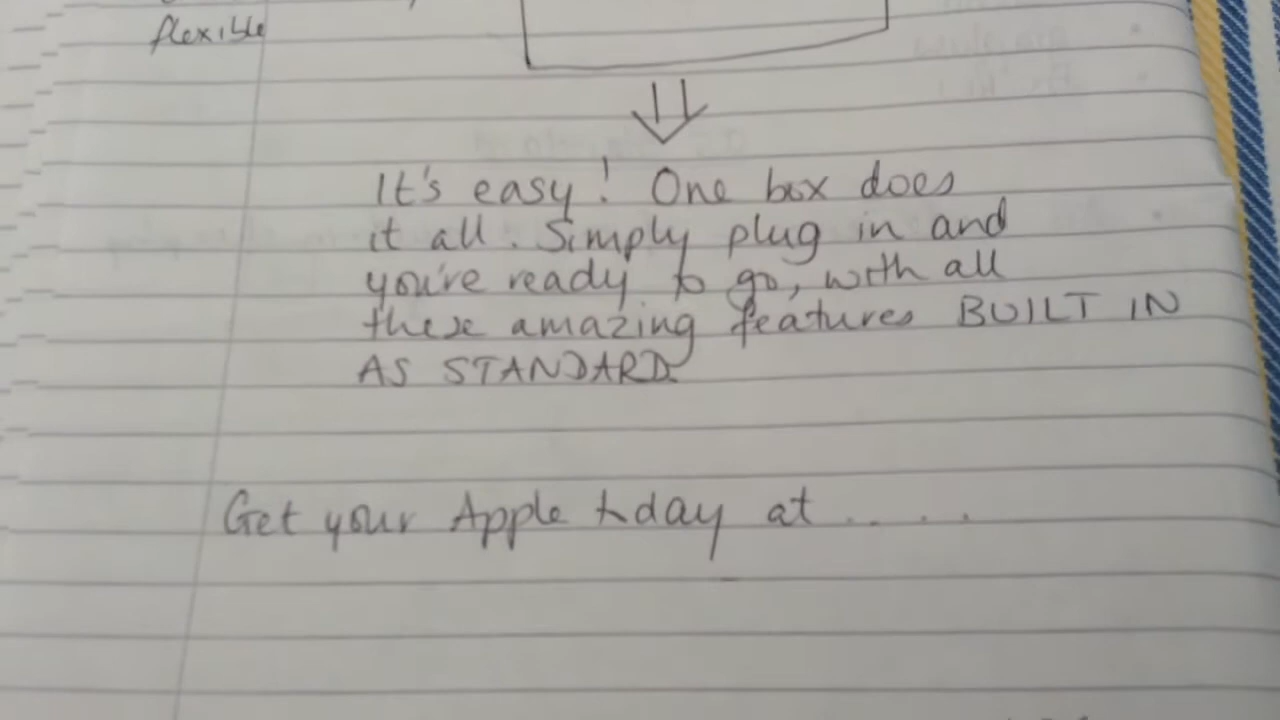 flexible
It's easy! One box does
it all. Simply plug in and
you're ready to go, with all
these amazing features BUILT IN
AS STANDARD
Get your Apple today at .....